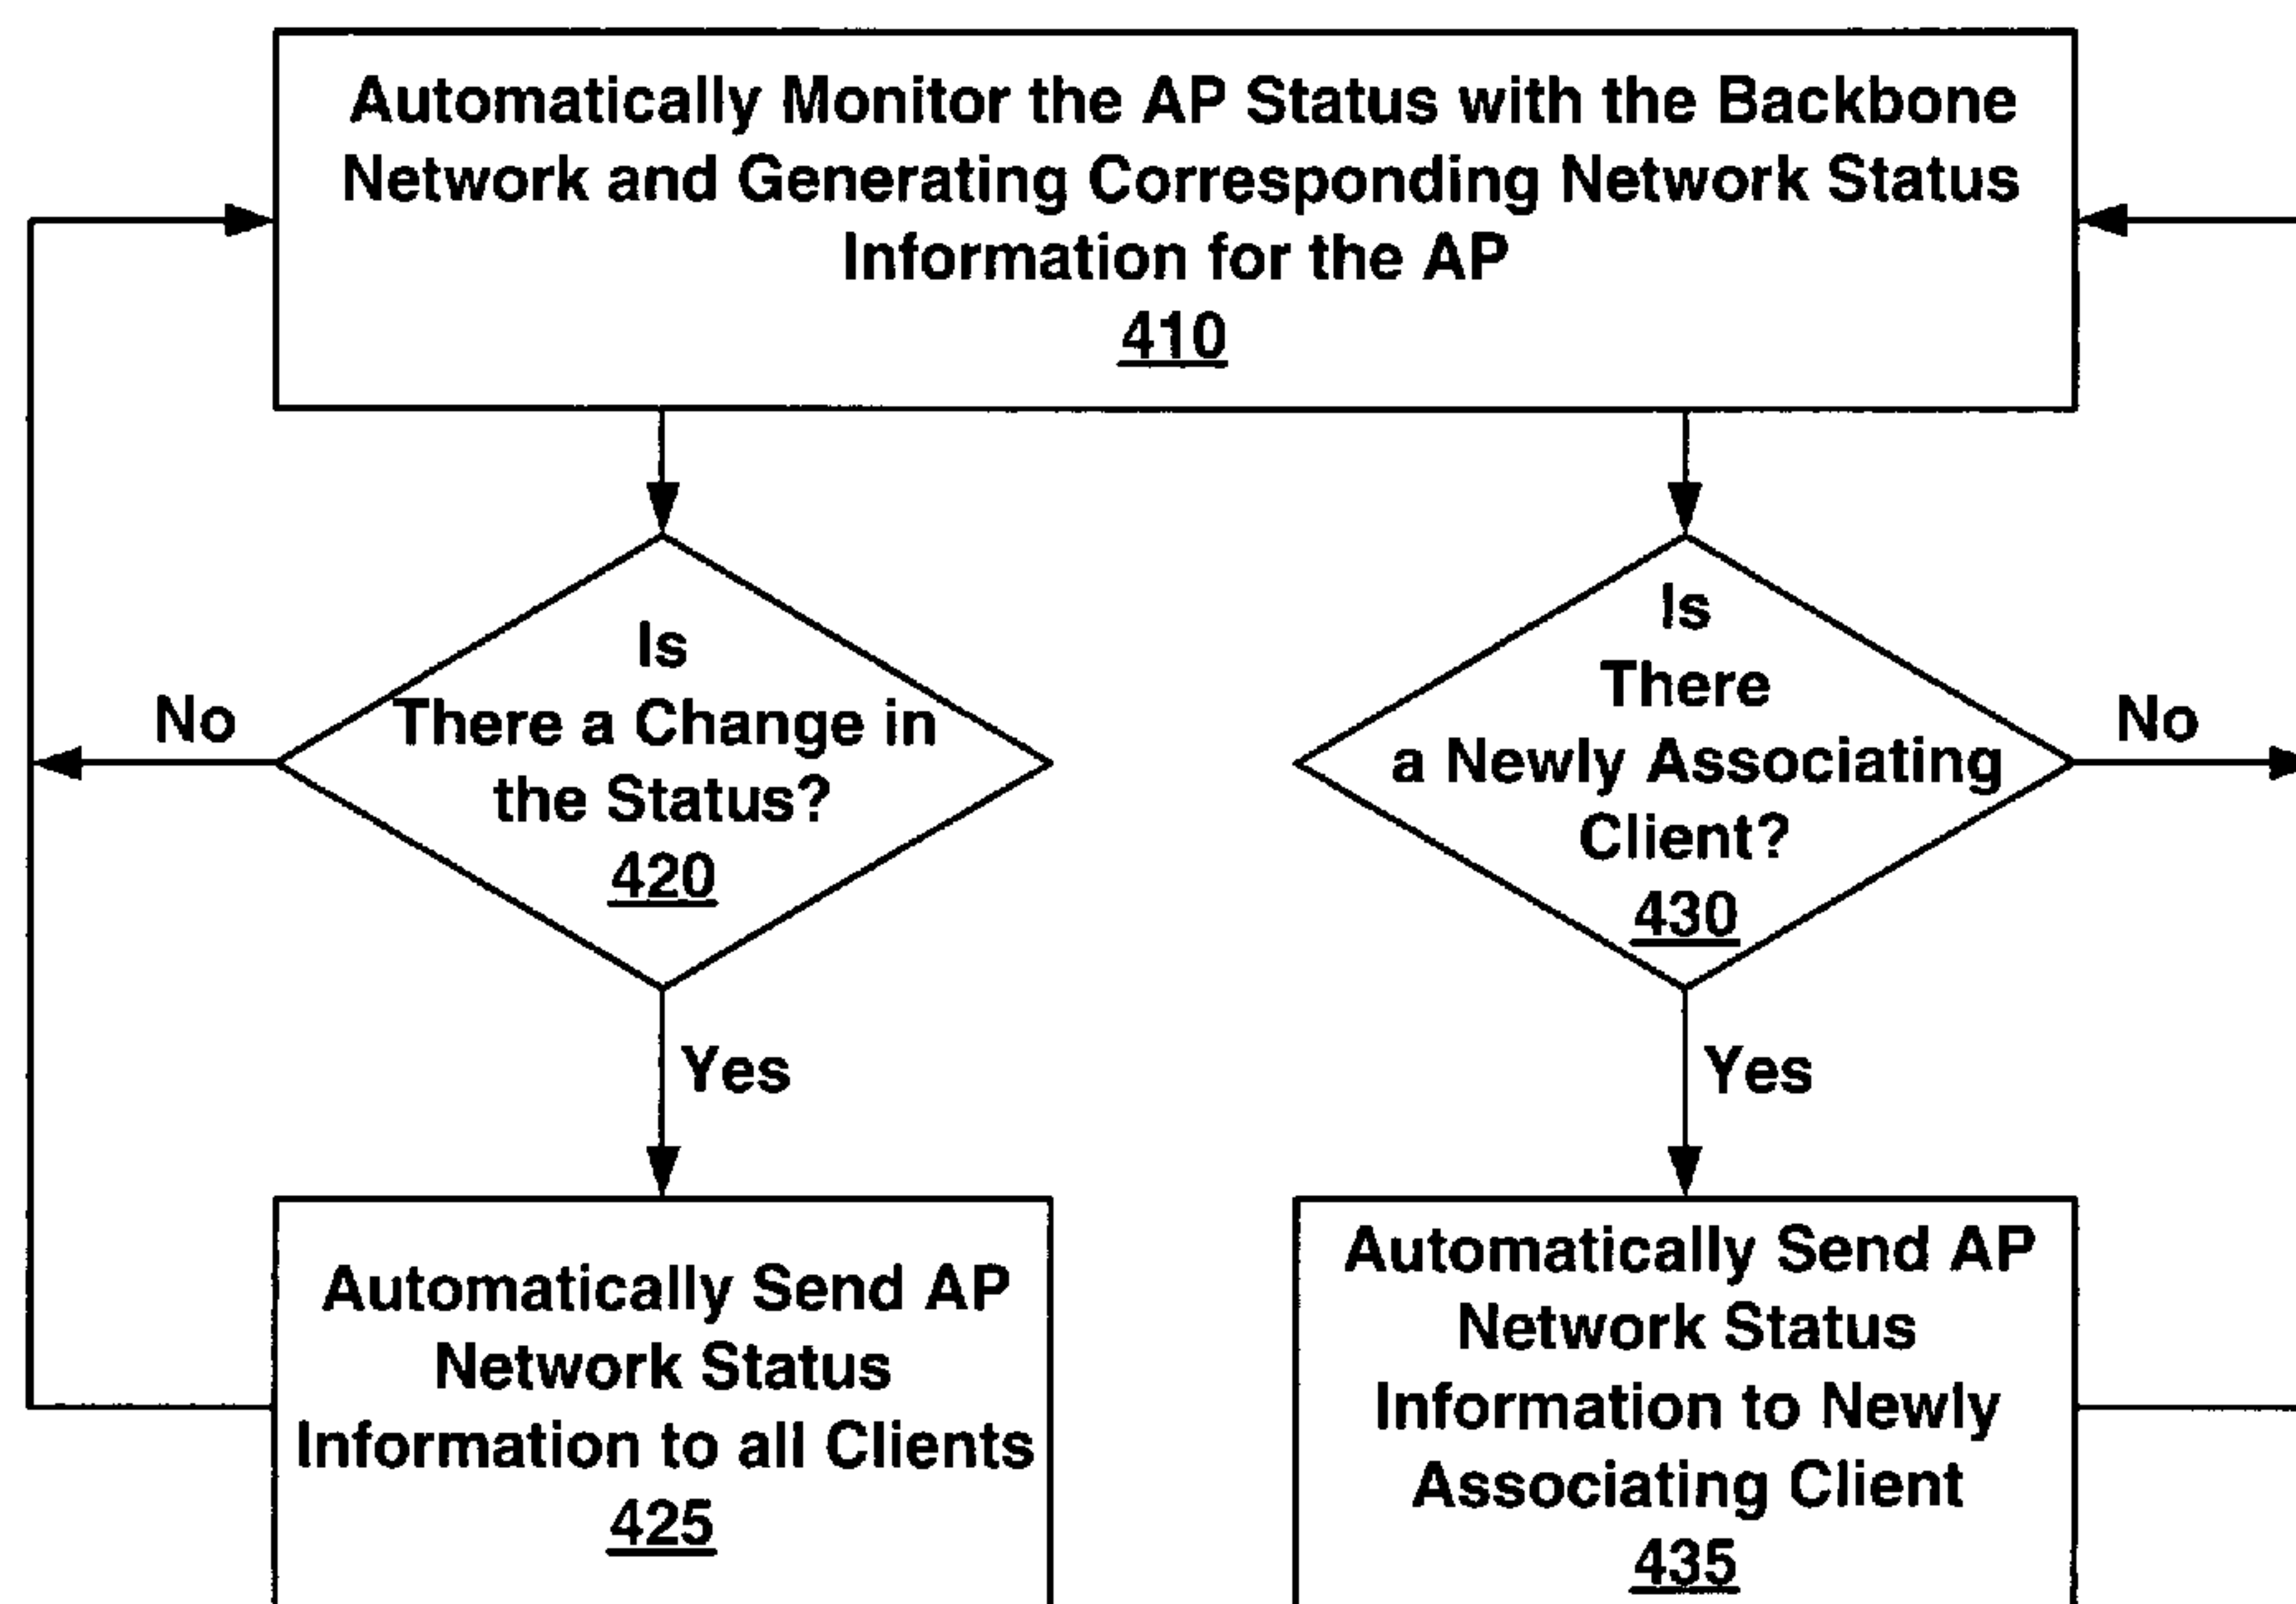 Automatically Monitor the AP Status with the Backbone
Network and Generating Corresponding Network Status
Information for the AP
410
Is
There a Change in
the Status?
420
No
Yes
Is
There
a Newly Associating
Client?
430
No
Yes
Automatically Send AP
Network Status
Information to all Clients
425
Automatically Send AP
Network Status
Information to Newly
Associating Client
435